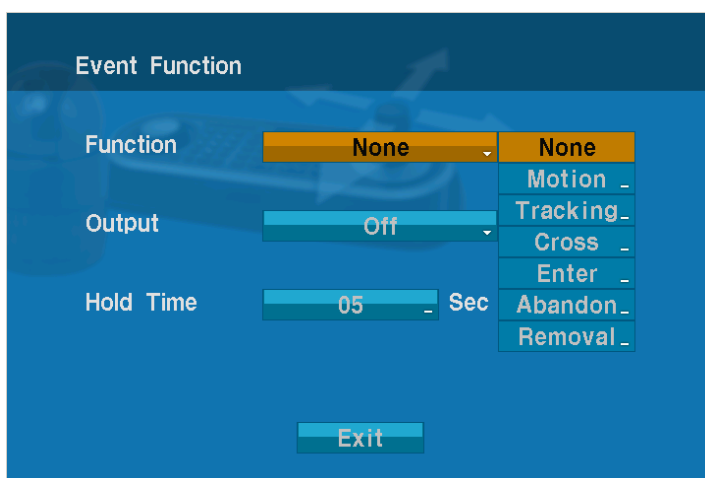 Event Function
Function None None
Motion
Tracking
Output Off
Cross
Enter
Hold Time 05 Sec Abandon
Removal
Exit